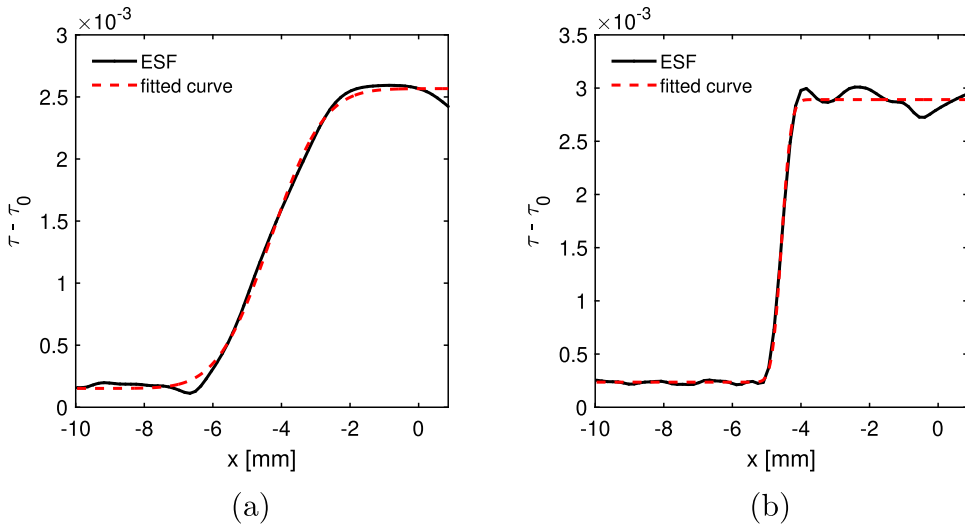 ×10⁻³
3
2.5
2
1.5
1
0.5
0
τ - τ₀
ESF
fitted curve
-10 -8 -6 -4 -2 0
x [mm]
(a)
×10⁻³
3.5
3
2.5
2
1.5
1
0.5
0
τ - τ₀
ESF
fitted curve
-10 -8 -6 -4 -2 0
x [mm]
(b)